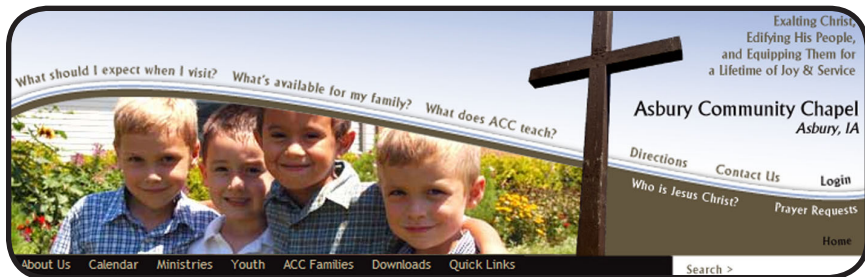 Exalting Christ,
Edifying His People,
and Equipping Them for
a Lifetime of Joy & Service
What should I expect when I visit?
What's available for my family?
What does ACC teach?
Asbury Community Chapel
Asbury, IA
Directions
Contact Us
Login
Who is Jesus Christ?
Prayer Requests
Home
About Us
Calendar
Ministries
Youth
ACC Families
Downloads
Quick Links
Search >